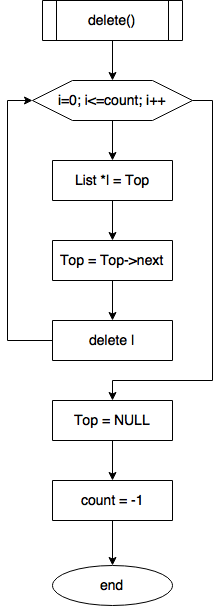 delete()
i=0; i<=count; i++
List *l = Top
Top = Top->next
delete l
Top = NULL
count = -1
end